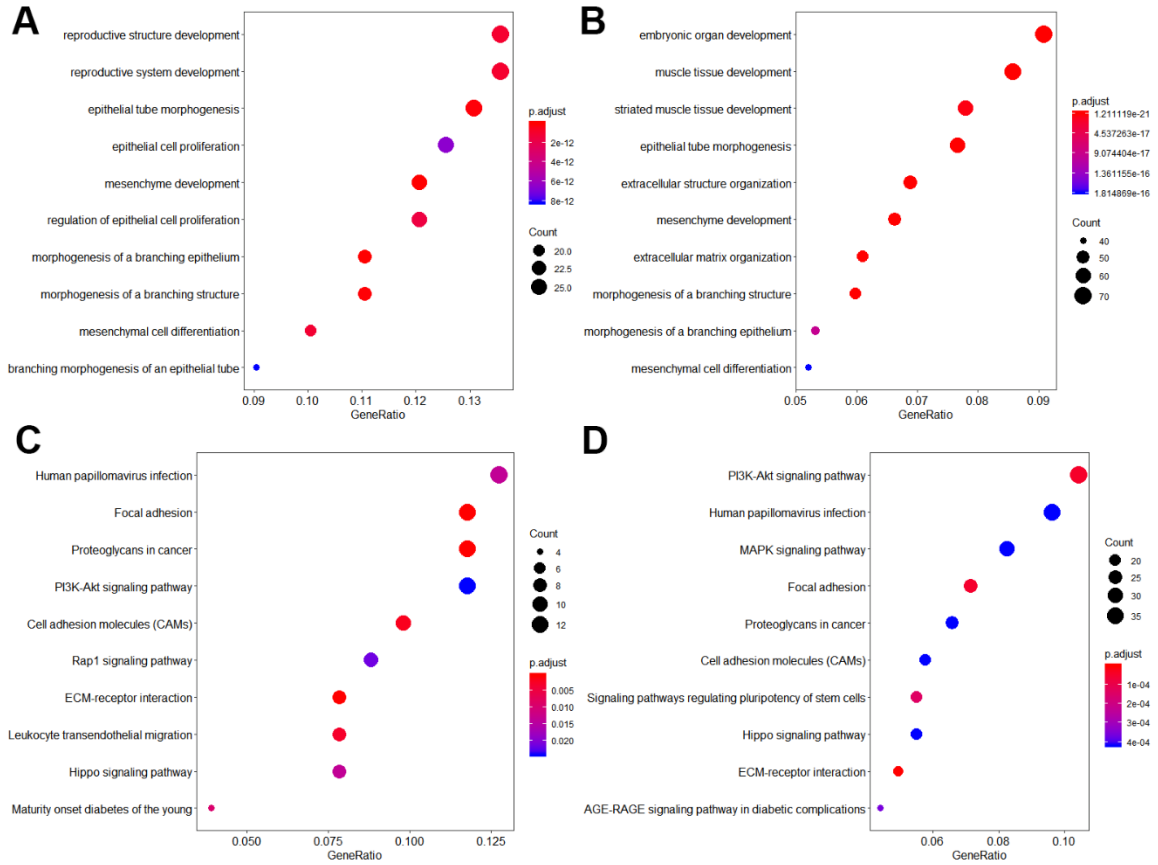 A
reproductive structure development
reproductive system development
epithelial tube morphogenesis
epithelial cell proliferation
mesenchyme development
regulation of epithelial cell proliferation
morphogenesis of a branching epithelium
morphogenesis of a branching structure
mesenchymal cell differentiation
branching morphogenesis of an epithelial tube
0.09 0.10 0.11 0.12 0.13
GeneRatio
p.adjust
2e-12
4e-12
6e-12
8e-12
Count
20.0
22.5
25.0
B
embryonic organ development
muscle tissue development
striated muscle tissue development
epithelial tube morphogenesis
extracellular structure organization
mesenchyme development
extracellular matrix organization
morphogenesis of a branching structure
morphogenesis of a branching epithelium
mesenchymal cell differentiation
0.05 0.06 0.07 0.08 0.09
GeneRatio
p.adjust
1.211119e-21
4.537263e-17
9.074404e-17
1.361155e-16
1.814869e-16
Count
40
50
60
70
C
Human papillomavirus infection
Focal adhesion
Proteoglycans in cancer
PI3K-Akt signaling pathway
Cell adhesion molecules (CAMs)
Rap1 signaling pathway
ECM-receptor interaction
Leukocyte transendothelial migration
Hippo signaling pathway
Maturity onset diabetes of the young
0.050 0.075 0.100 0.125
GeneRatio
Count
4
6
8
10
12
p.adjust
0.005
0.010
0.015
0.020
D
PI3K-Akt signaling pathway
Human papillomavirus infection
MAPK signaling pathway
Focal adhesion
Proteoglycans in cancer
Cell adhesion molecules (CAMs)
Signaling pathways regulating pluripotency of stem cells
Hippo signaling pathway
ECM-receptor interaction
AGE-RAGE signaling pathway in diabetic complications
0.06 0.08 0.10
GeneRatio
Count
20
25
30
35
p.adjust
1e-04
2e-04
3e-04
4e-04